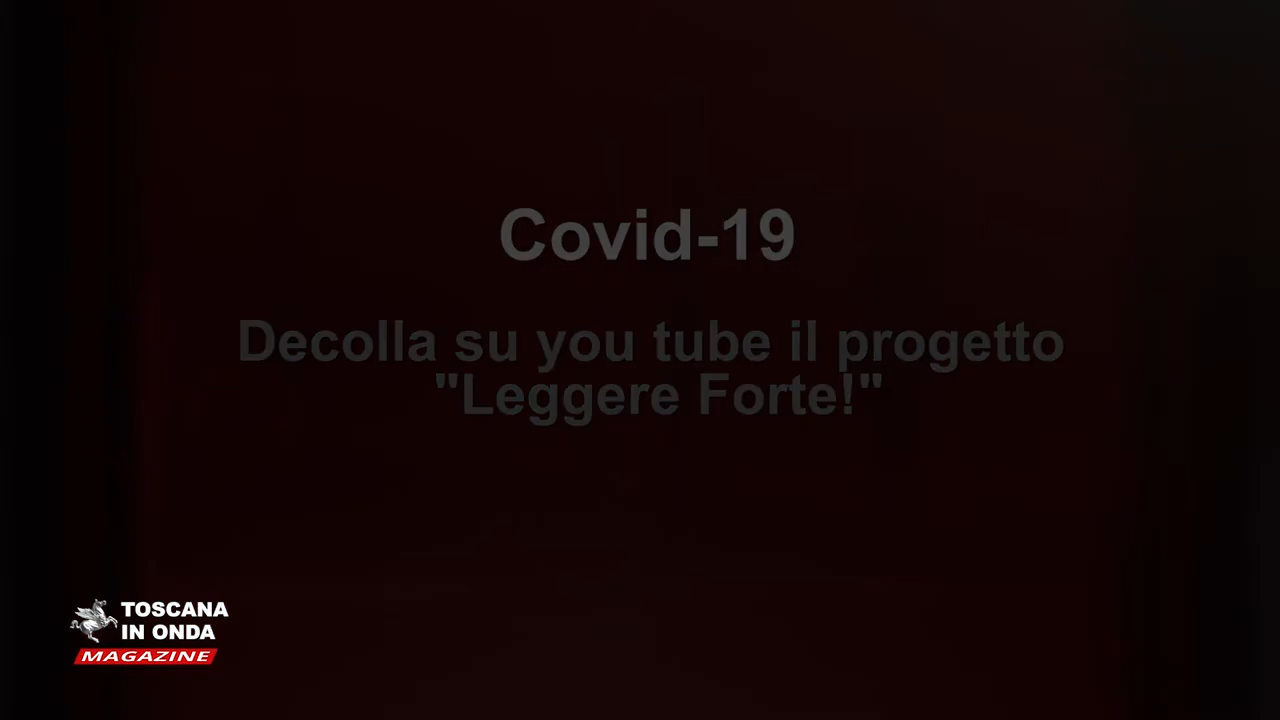 Covid-19
Decolla su you tube il progetto
"Leggere Forte!"
TOSCANA
IN ONDA
MAGAZINE